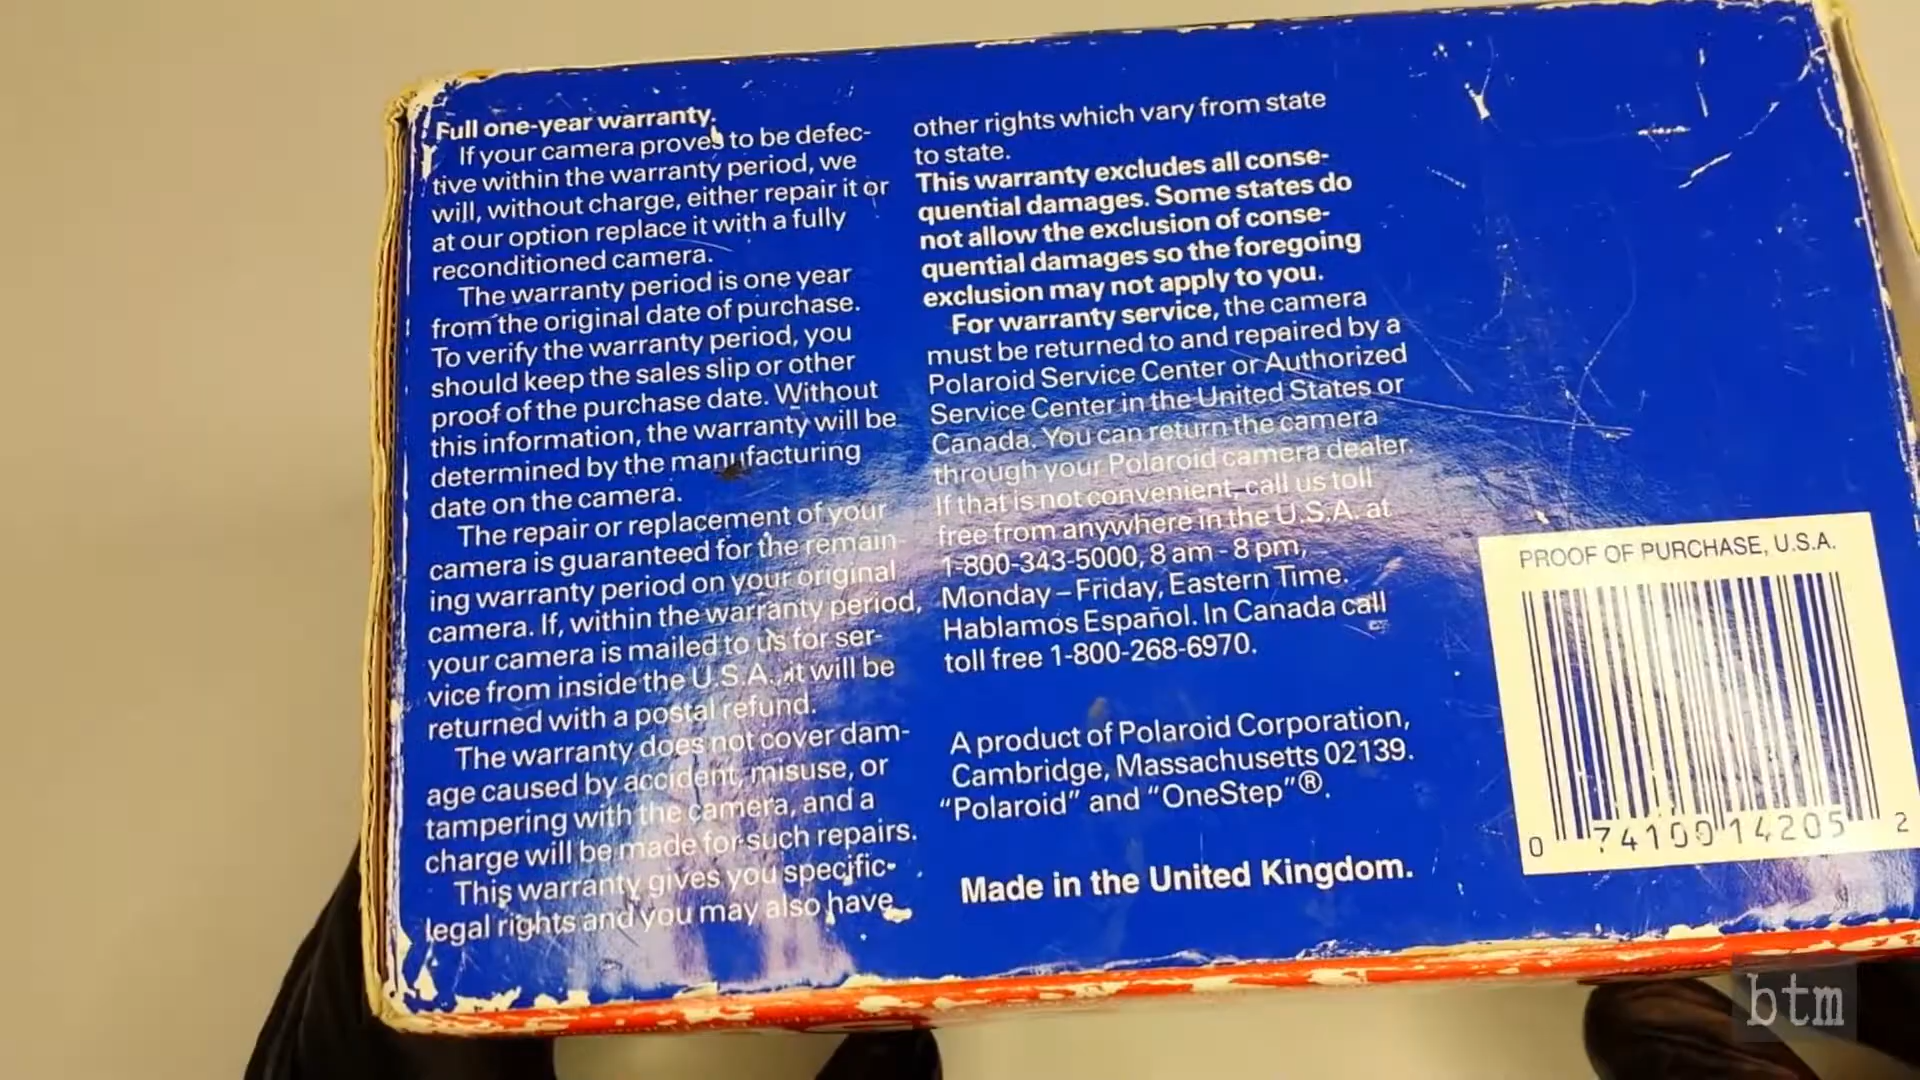 Full one-year warranty.
If your camera proves to be defec-
tive within the warranty period, we
will, without charge, either repair it or
at our option replace it with a fully
reconditioned camera.
The warranty period is one year
from the original date of purchase.
To verify the warranty period, you
should keep the sales slip or other
proof of the purchase date. Without
this information, the warranty will be
determined by the manufacturing
date on the camera.
The repair or replacement of your
camera is guaranteed for the remain-
ing warranty period on your original
camera. If, within the warranty period,
your camera is mailed to us for ser-
vice from inside the U.S.A., it will be
returned with a postal refund.
The warranty does not cover dam-
age caused by accident, misuse, or
tampering with the camera, and a
charge will be made for such repairs.
This warranty gives you specific
legal rights and you may also have
other rights which vary from state
to state.
This warranty excludes all conse-
quential damages. Some states do
not allow the exclusion of conse-
quential damages so the foregoing
exclusion may not apply to you.
For warranty service, the camera
must be returned to and repaired by a
Polaroid Service Center or Authorized
Service Center in the United States or
Canada. You can return the camera
through your Polaroid camera dealer.
If that is not convenient, call us toll
free from anywhere in the U.S.A. at
1-800-343-5000, 8 am - 8 pm,
Monday – Friday, Eastern Time.
Hablamos Español. In Canada call
toll free 1-800-268-6970.
A product of Polaroid Corporation,
Cambridge, Massachusetts 02139.
“Polaroid” and “OneStep”®.
Made in the United Kingdom.
PROOF OF PURCHASE, U.S.A.
0 74100 14205 2
btm